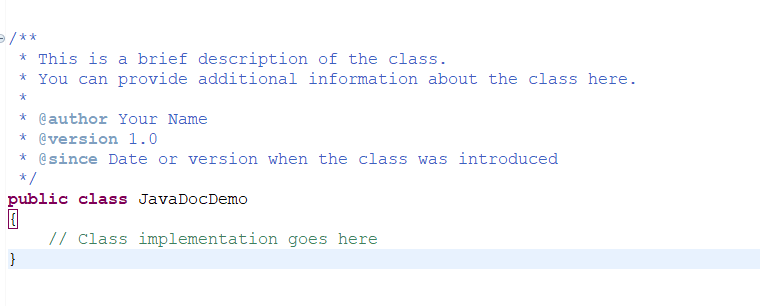 /**
 * This is a brief description of the class.
 * You can provide additional information about the class here.
 *
 * @author Your Name
 * @version 1.0
 * @since Date or version when the class was introduced
 */
public class JavaDocDemo
{
    // Class implementation goes here
}